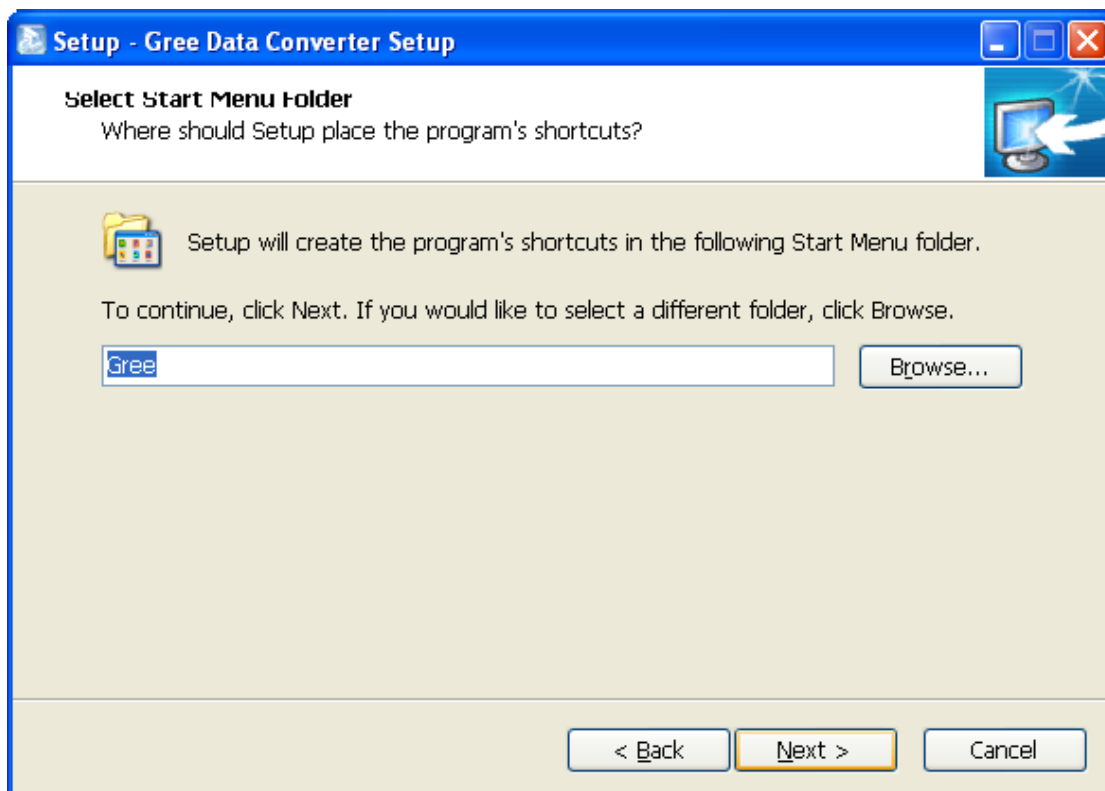 Setup - Gree Data Converter Setup
Select Start Menu Folder
Where should Setup place the program's shortcuts?
Setup will create the program's shortcuts in the following Start Menu folder.
To continue, click Next. If you would like to select a different folder, click Browse.
Gree
Browse...
< Back
Next >
Cancel